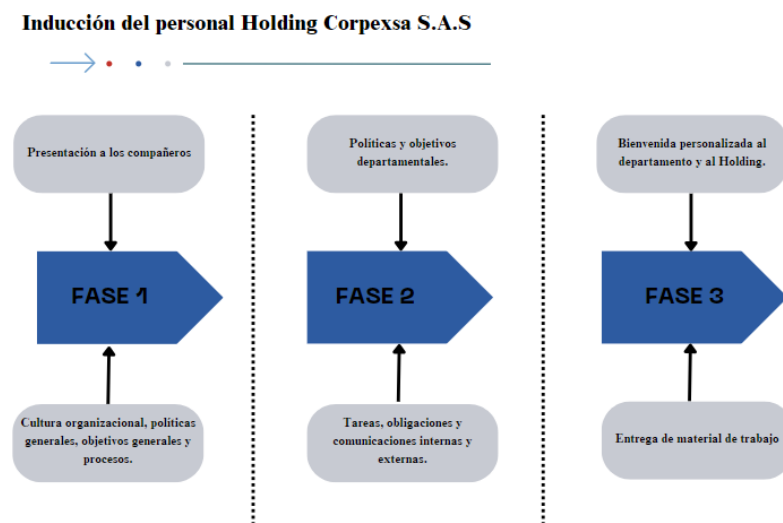 Inducción del personal Holding Corpexsa S.A.S
Presentación a los compañeros
Políticas y objetivos
departamentales.
Bienvenida personalizada al
departamento y al Holding.
FASE 1
FASE 2
FASE 3
Cultura organizacional, políticas
generales, objetivos generales y
procesos.
Tareas, obligaciones y
comunicaciones internas y
externas.
Entrega de material de trabajo